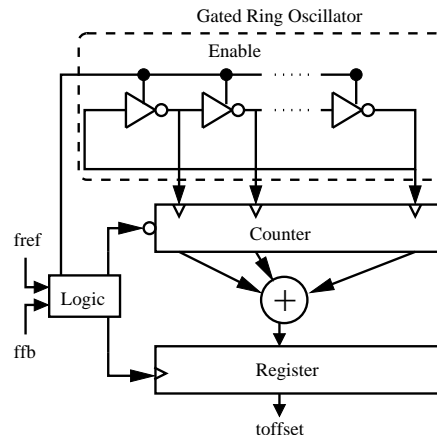 Gated Ring Oscillator
Enable
fref
Counter
Logic
+
ffb
Register
toffset